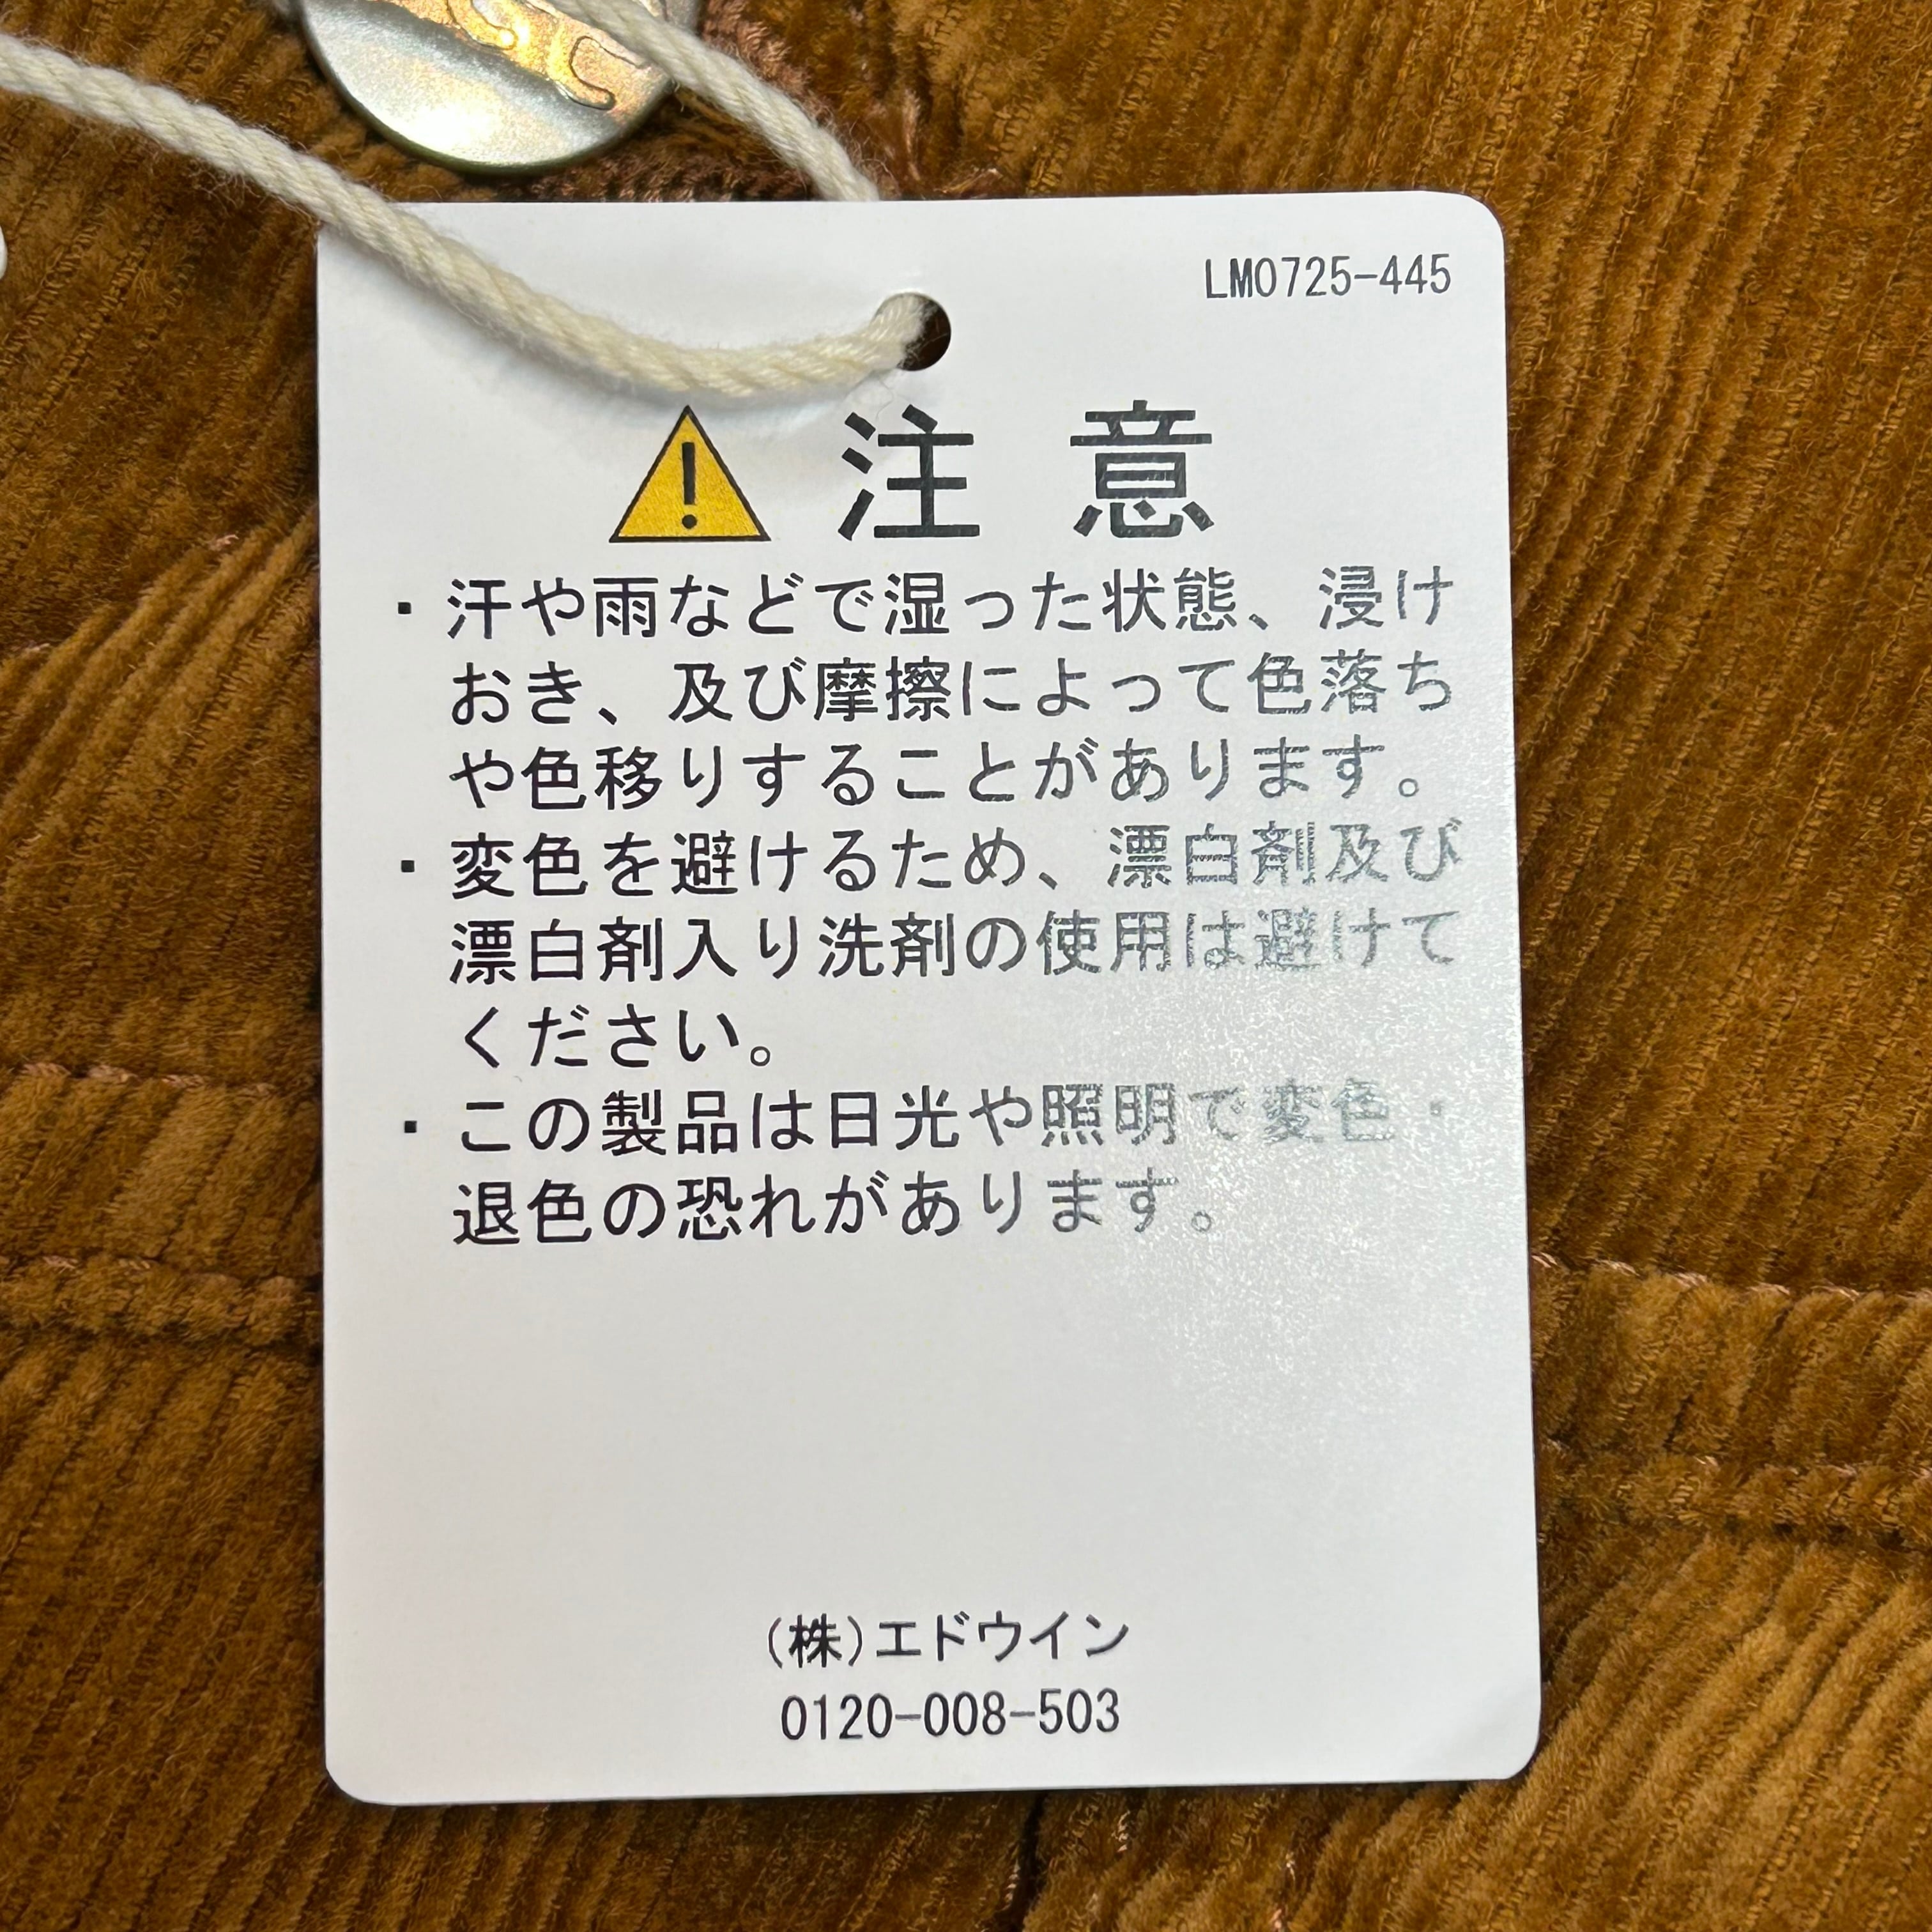 LM0725-445
注意
・汗や雨などで湿った状態、浸け
おき、及び摩擦によって色落ち
や色移りすることがあります。
・変色を避けるため、漂白剤及び
漂白剤入り洗剤の使用は避けて
ください。
・この製品は日光や照明で変色・
退色の恐れがあります。
(株)エドウイン
0120-008-503